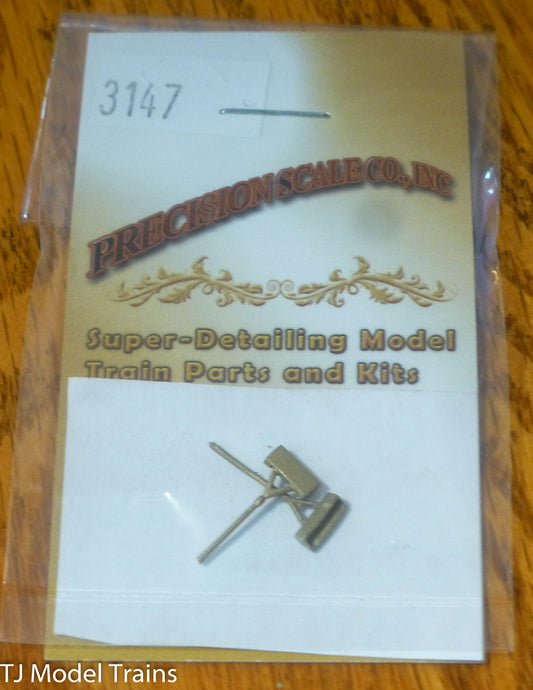 3147
PRECISION SCALE CO., INC
Super-Detailing Model
Train Parts and Kits
TJ Model Trains